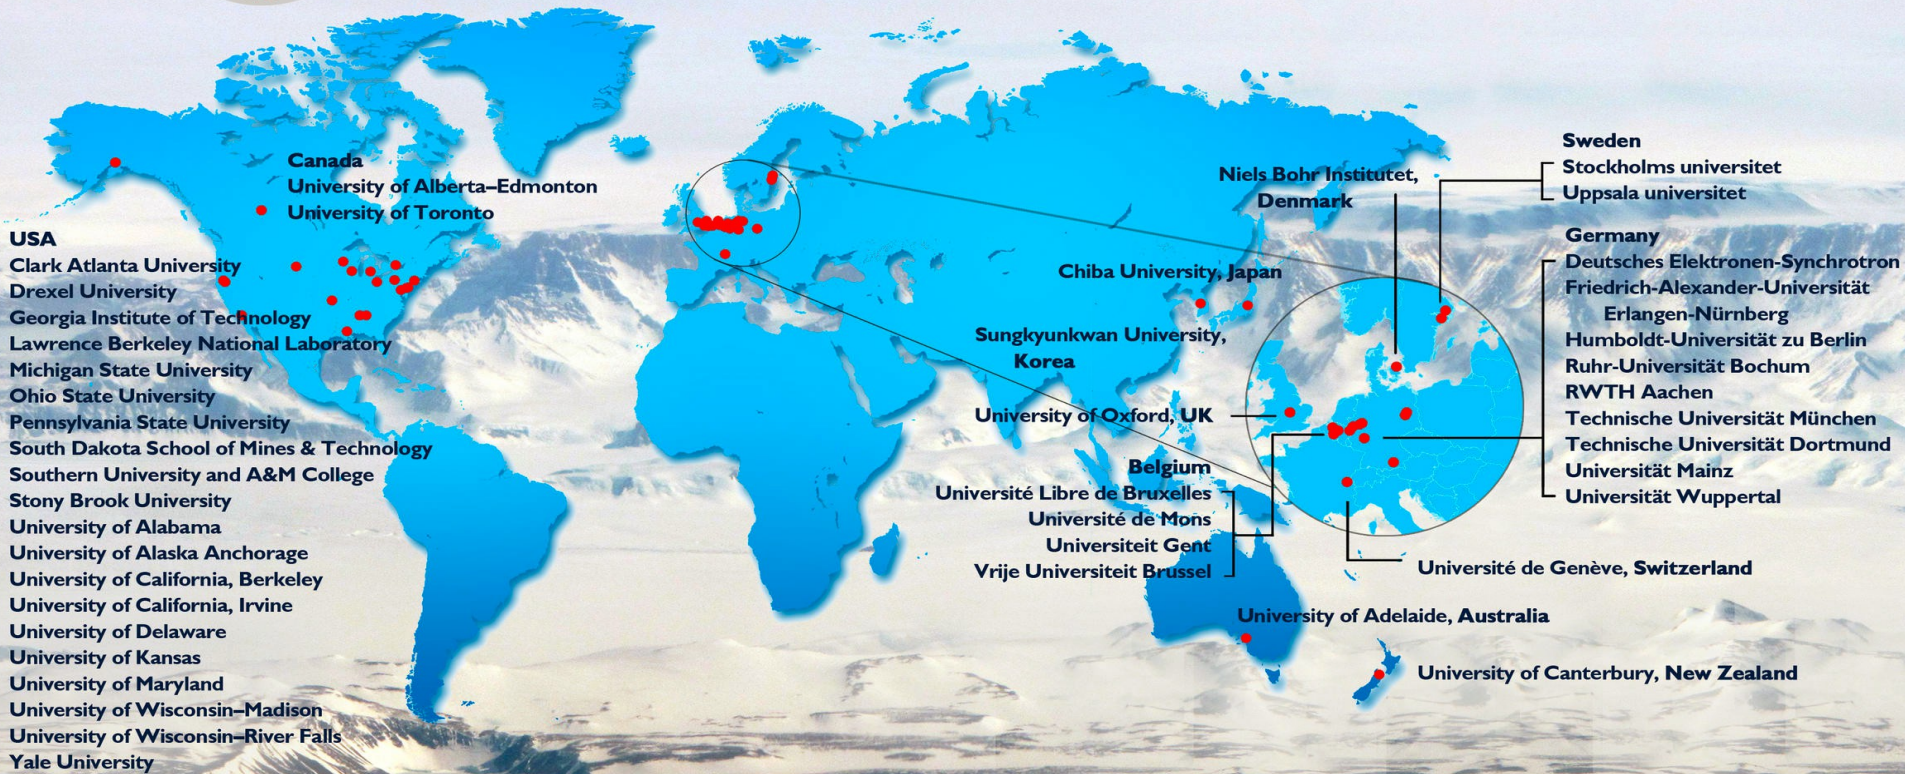 Canada
University of Alberta–Edmonton
University of Toronto
USA
Clark Atlanta University
Drexel University
Georgia Institute of Technology
Lawrence Berkeley National Laboratory
Michigan State University
Ohio State University
Pennsylvania State University
South Dakota School of Mines & Technology
Southern University and A&M College
Stony Brook University
University of Alabama
University of Alaska Anchorage
University of California, Berkeley
University of California, Irvine
University of Delaware
University of Kansas
University of Maryland
University of Wisconsin–Madison
University of Wisconsin–River Falls
Yale University
Niels Bohr Institutet,
Denmark
Chiba University, Japan
Sungkyunkwan University,
Korea
University of Oxford, UK
Belgium
Université Libre de Bruxelles
Université de Mons
Universiteit Gent
Vrije Universiteit Brussel
Sweden
Stockholms universitet
Uppsala universitet
Germany
Deutsches Elektronen-Synchrotron
Friedrich-Alexander-Universität
Erlangen-Nürnberg
Humboldt-Universität zu Berlin
Ruhr-Universität Bochum
RWTH Aachen
Technische Universität München
Technische Universität Dortmund
Universität Mainz
Universität Wuppertal
Université de Genève, Switzerland
University of Adelaide, Australia
University of Canterbury, New Zealand